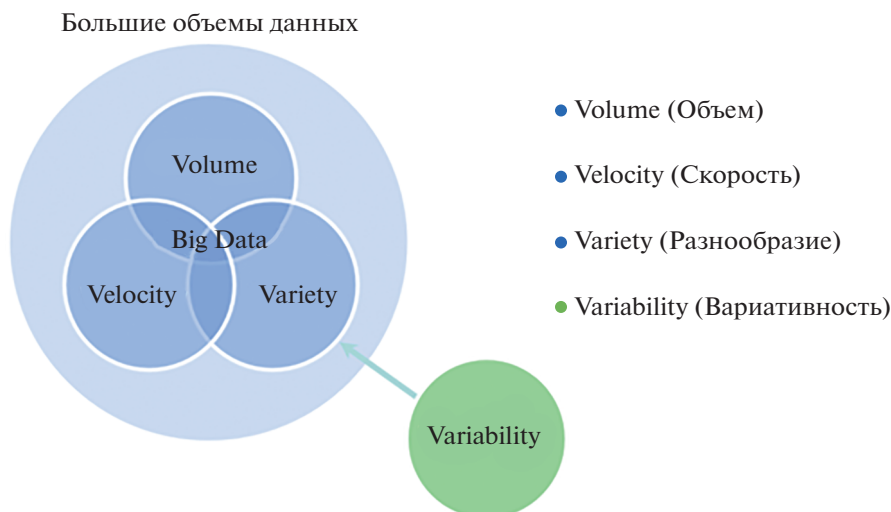 Большие объемы данных
Volume
Big Data
Velocity
Variety
Variability
Volume (Объем)
Velocity (Скорость)
Variety (Разнообразие)
Variability (Вариативность)